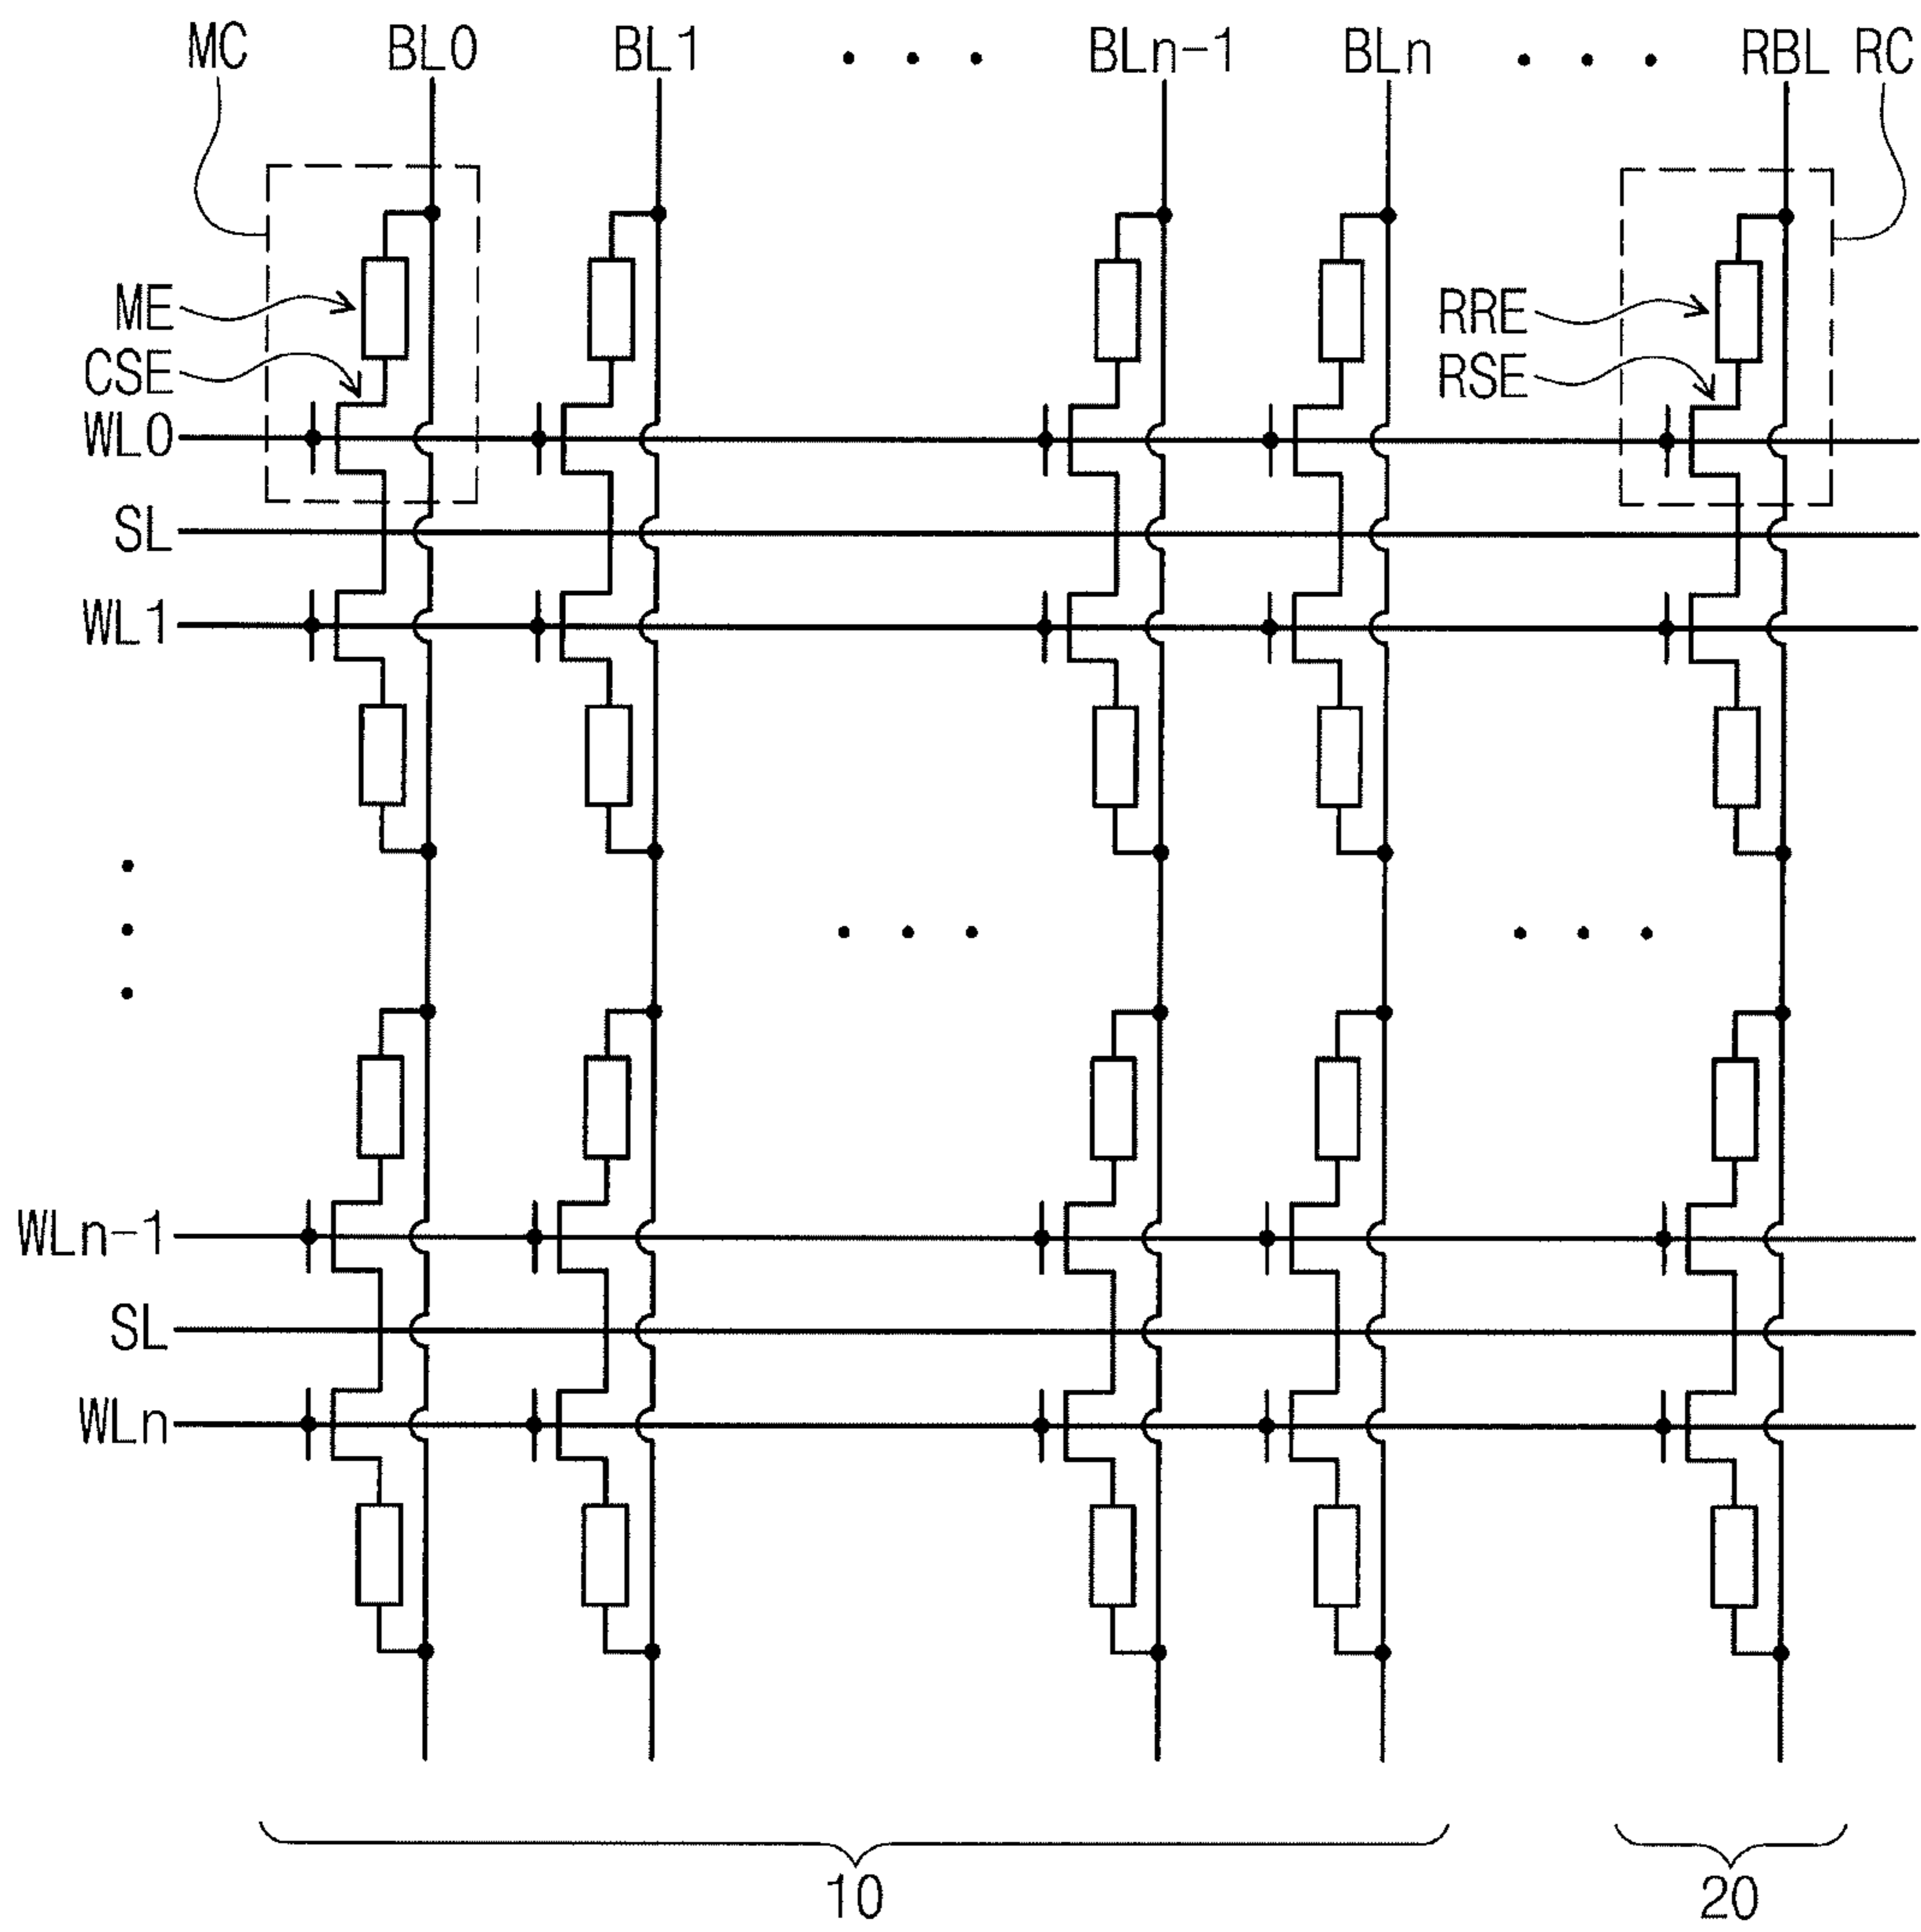 MC BL0 BL1 . . . BLn-1 BLn . . . RBL RC
ME
CSE
RRE
RSE
WL0
SL
WL1
WLn-1
SL
WLn
10
20